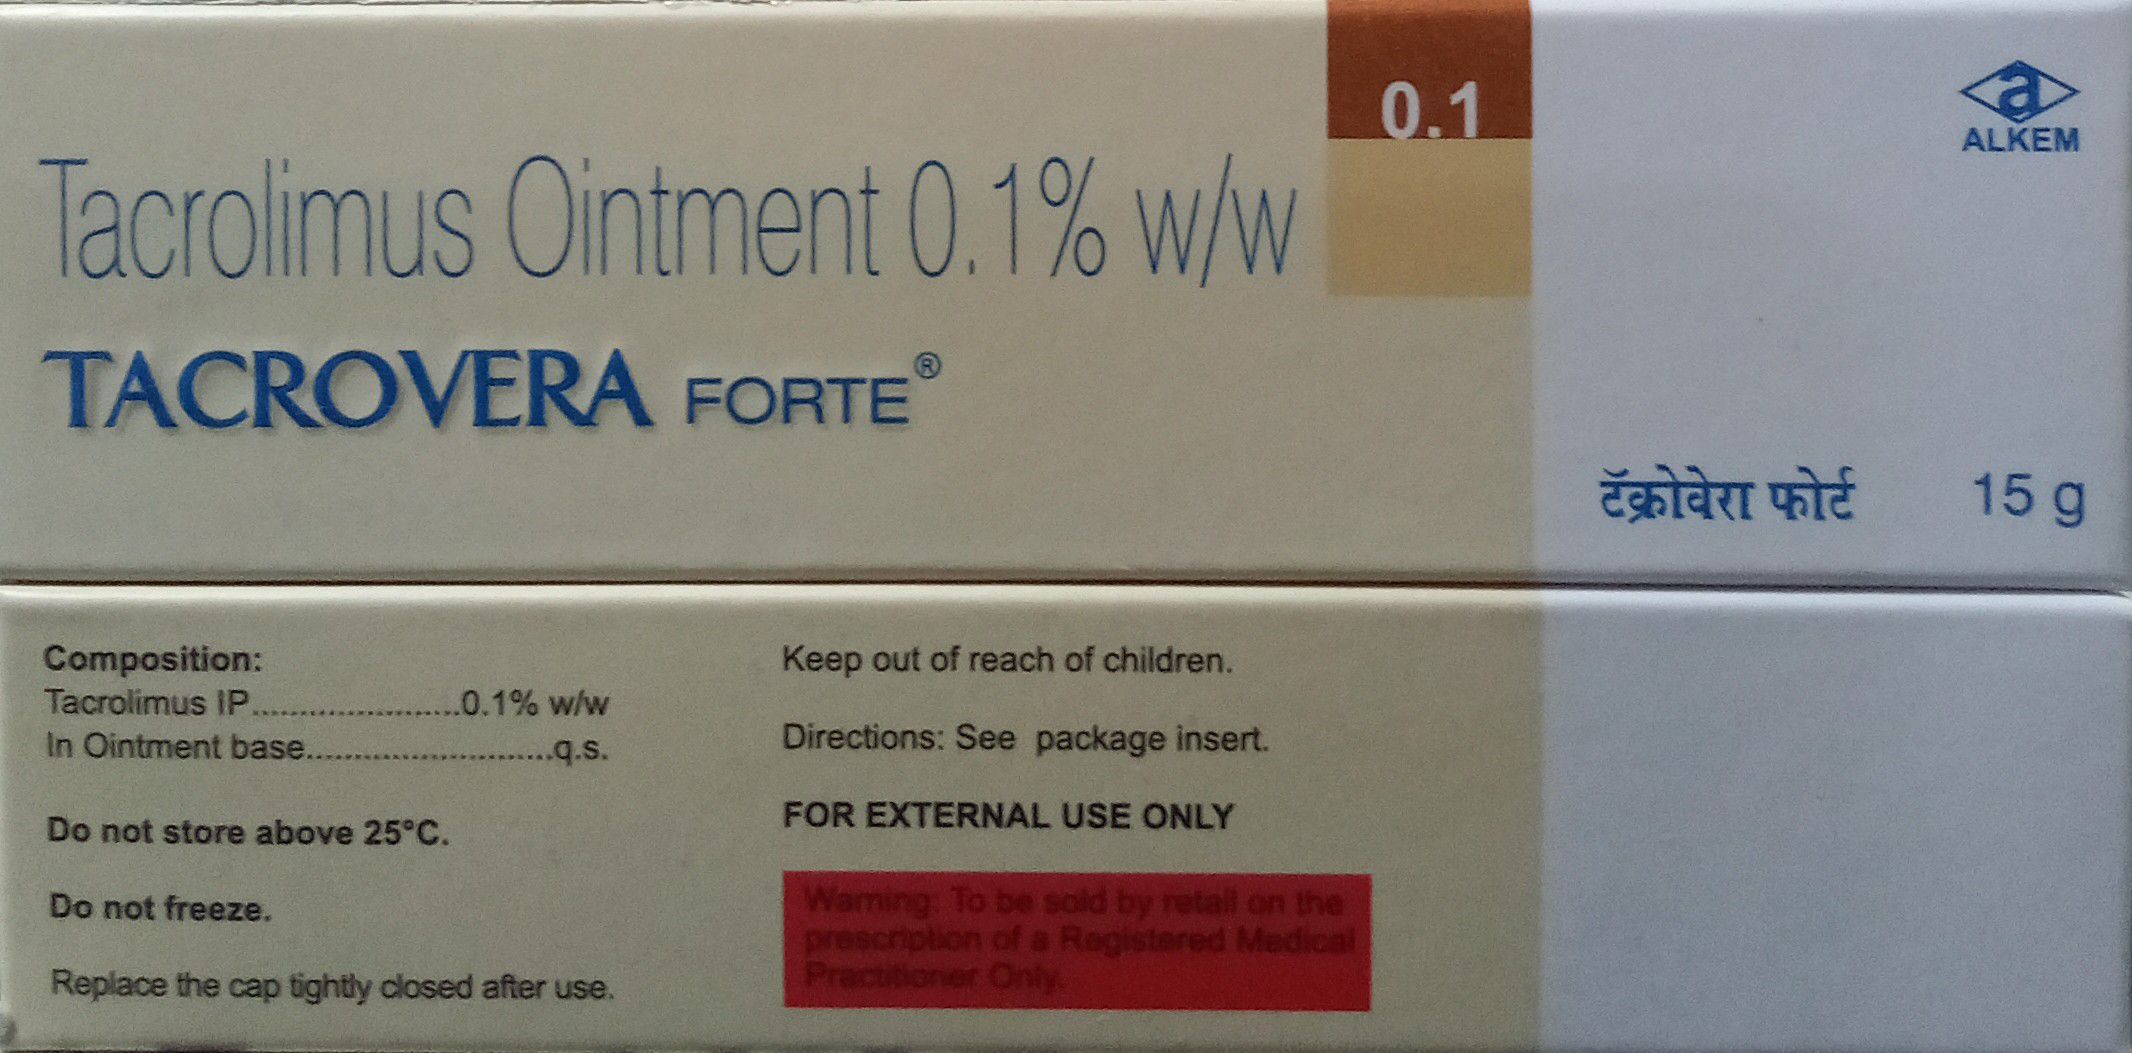 0.1
ALKEM
Tacrolimus Ointment 0.1% w/w
TACROVERA FORTE®
टॅक्रोवेरा फोर्ट 15 g
Composition:
Tacrolimus IP......................0.1% w/w
In Ointment base..........................q.s.
Do not store above 25°C.
Do not freeze.
Replace the cap tightly closed after use.
Keep out of reach of children.
Directions: See package insert.
FOR EXTERNAL USE ONLY
Warning: To be sold by retail on the
prescription of a Registered Medical
Practitioner Only.